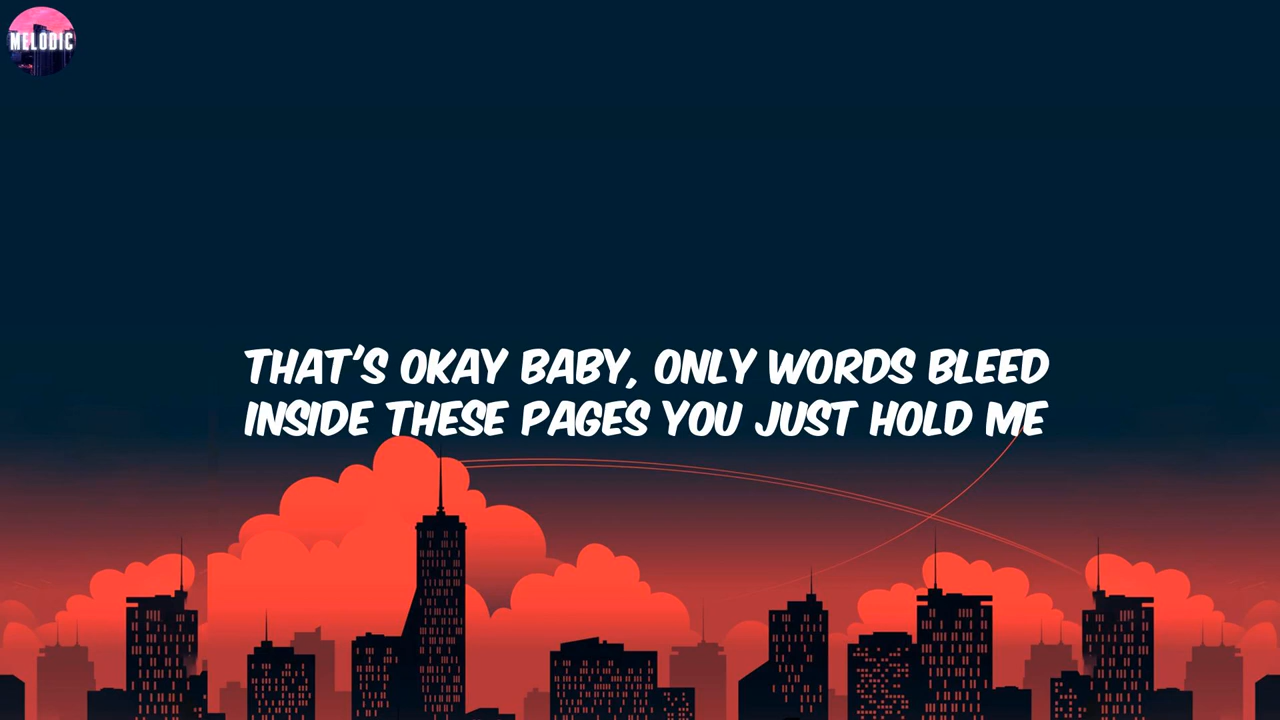 MELODIC
THAT'S OKAY BABY, ONLY WORDS BLEED
INSIDE THESE PAGES YOU JUST HOLD ME